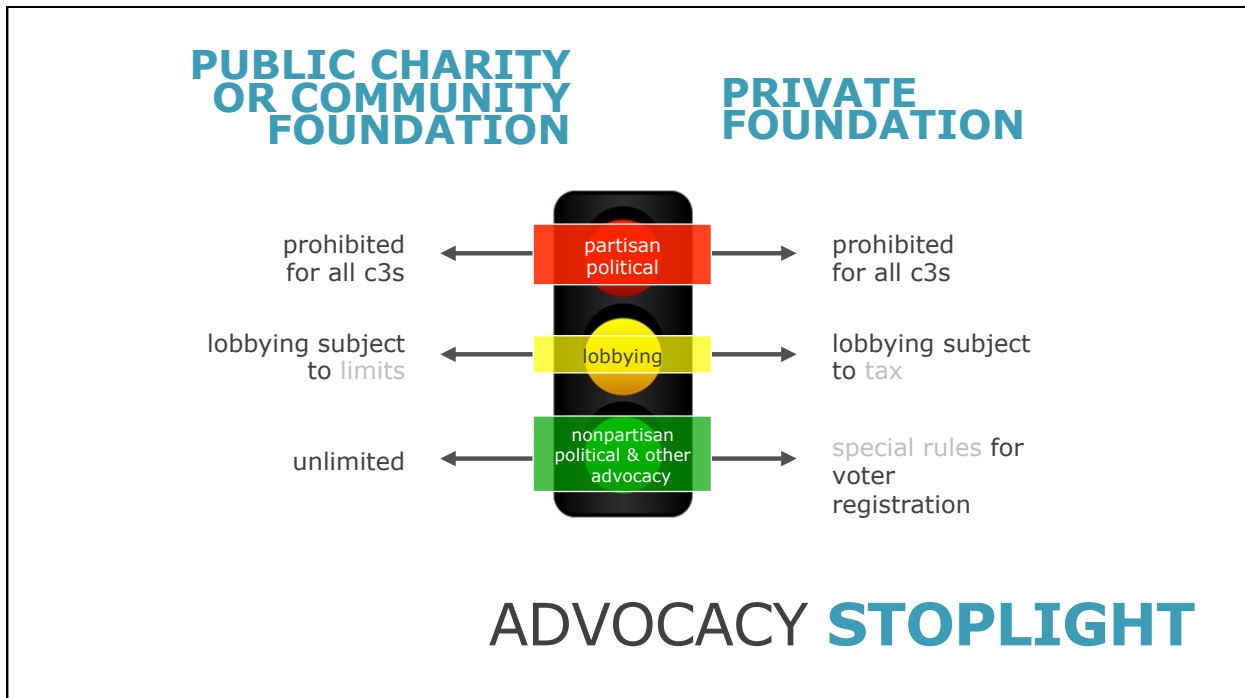 PUBLIC CHARITY
OR COMMUNITY
FOUNDATION
PRIVATE
FOUNDATION
prohibited
for all c3s
partisan
political
prohibited
for all c3s
lobbying subject
to limits
lobbying
lobbying subject
to tax
unlimited
nonpartisan
political & other
advocacy
special rules for
voter
registration
ADVOCACY STOPLIGHT